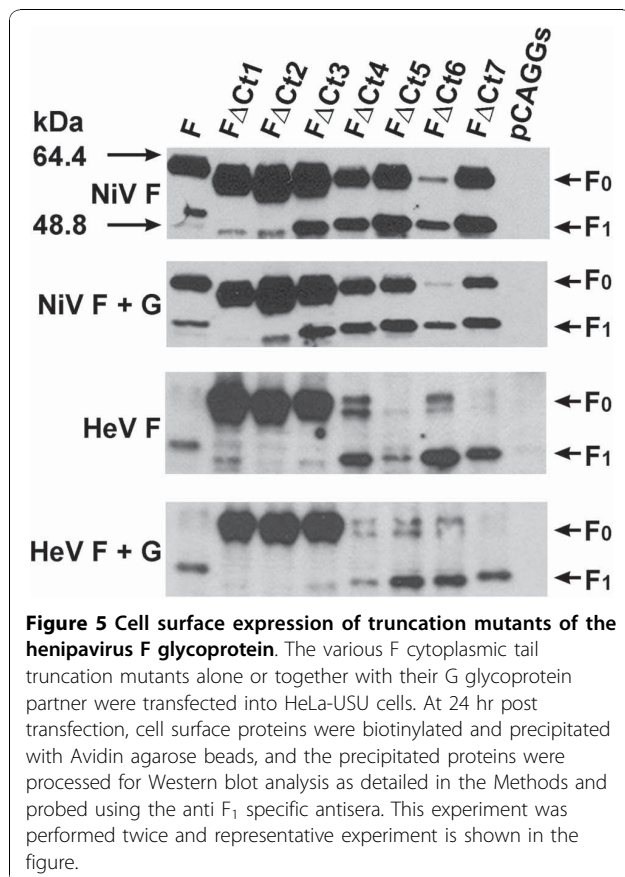 F FΔCt1 FΔCt2 FΔCt3 FΔCt4 FΔCt5 FΔCt6 FΔCt7 pCAGGs
kDa
64.4
NiV F
48.8
F0
F1
NiV F + G
F0
F1
HeV F
F0
F1
HeV F + G
F0
F1
Figure 5 Cell surface expression of truncation mutants of the
henipavirus F glycoprotein. The various F cytoplasmic tail
truncation mutants alone or together with their G glycoprotein
partner were transfected into HeLa-USU cells. At 24 hr post
transfection, cell surface proteins were biotinylated and precipitated
with Avidin agarose beads, and the precipitated proteins were
processed for Western blot analysis as detailed in the Methods and
probed using the anti F1 specific antisera. This experiment was
performed twice and representative experiment is shown in the
figure.